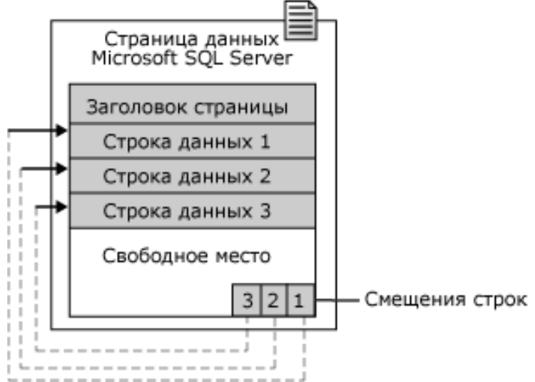 Страница данных
Microsoft SQL Server
Заголовок страницы
Строка данных 1
Строка данных 2
Строка данных 3
Свободное место
3 2 1
Смещения строк